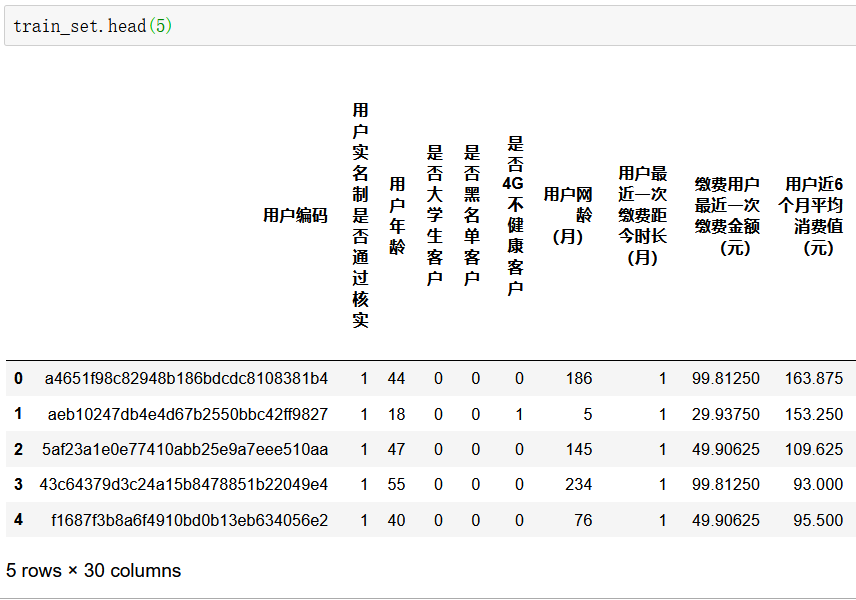 train_set.head(5)
用户编码 用户实名制是否通过核实 用户年龄 是否大学生客户 是否黑名单客户 是否4G不健康客户 用户网龄（月） 用户最近一次缴费距今时长（月） 缴费用户最近一次缴费金额（元） 用户近6个月平均消费值（元）
0 a4651f98c82948b186bdcdc8108381b4 1 44 0 0 0 186 1 99.81250 163.875
1 aeb10247db4e4d67b2550bbc42ff9827 1 18 0 0 1 5 1 29.93750 153.250
2 5af23a1e0e77410abb25e9a7eee510aa 1 47 0 0 0 145 1 49.90625 109.625
3 43c64379d3c24a15b8478851b22049e4 1 55 0 0 0 234 1 99.81250 93.000
4 f1687f3b8a6f4910bd0b13eb634056e2 1 40 0 0 0 76 1 49.90625 95.500
5 rows × 30 columns